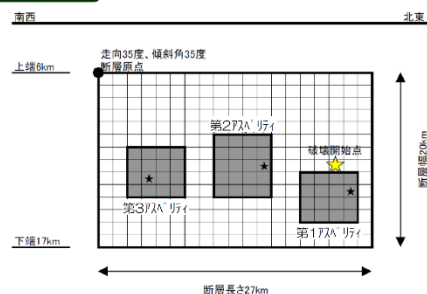 南西
北東
走向35度、傾斜角35度
断層原点
上端6km
第2アスペリティ
破壊開始点
断層幅20km
第3アスペリティ
第1アスペリティ
下端17km
断層長さ27km